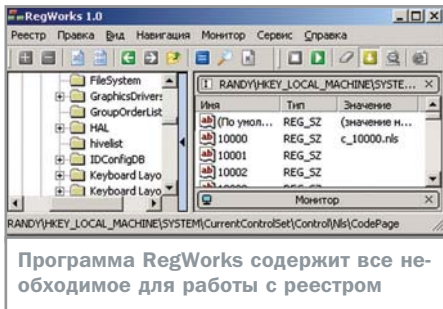 RegWorks 1.0
Реестр Правка Вид Навигация Монитор Сервис Справка
FileSystem
GraphicsDrivers
GroupOrderList
HAL
hivelist
IDConfigDB
Keyboard Layo
Keyboard Layo
RANDY\HKEY_LOCAL_MACHINE\SYSTE...
Имя Тип Значение
(По умол... REG_SZ (значение н...
10000 REG_SZ c_10000.nls
10001 REG_SZ
10002 REG_SZ
Монитор
RANDY\HKEY_LOCAL_MACHINE\SYSTEM\CurrentControlSet\Control\Nls\CodePage
Программа RegWorks содержит все не-
обходимое для работы с реестром